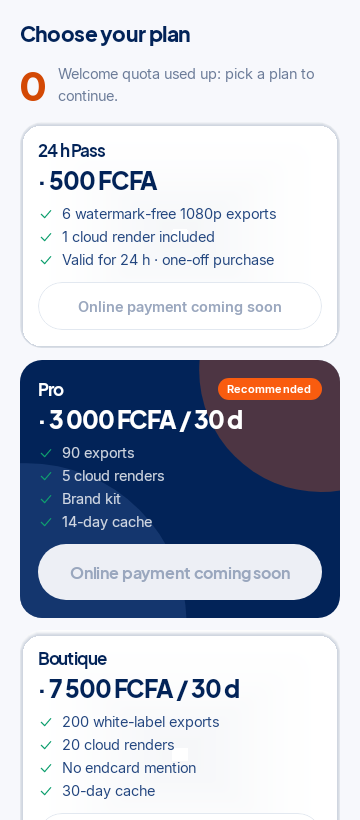 Choose your plan
0
Welcome quota used up: pick a plan to
continue.
24 h Pass
· 500 FCFA
6 watermark-free 1080p exports
1 cloud render included
Valid for 24 h · one-off purchase
Online payment coming soon
Pro
Recommended
· 3 000 FCFA / 30 d
90 exports
5 cloud renders
Brand kit
14-day cache
Online payment coming soon
Boutique
· 7 500 FCFA / 30 d
200 white-label exports
20 cloud renders
No endcard mention
30-day cache